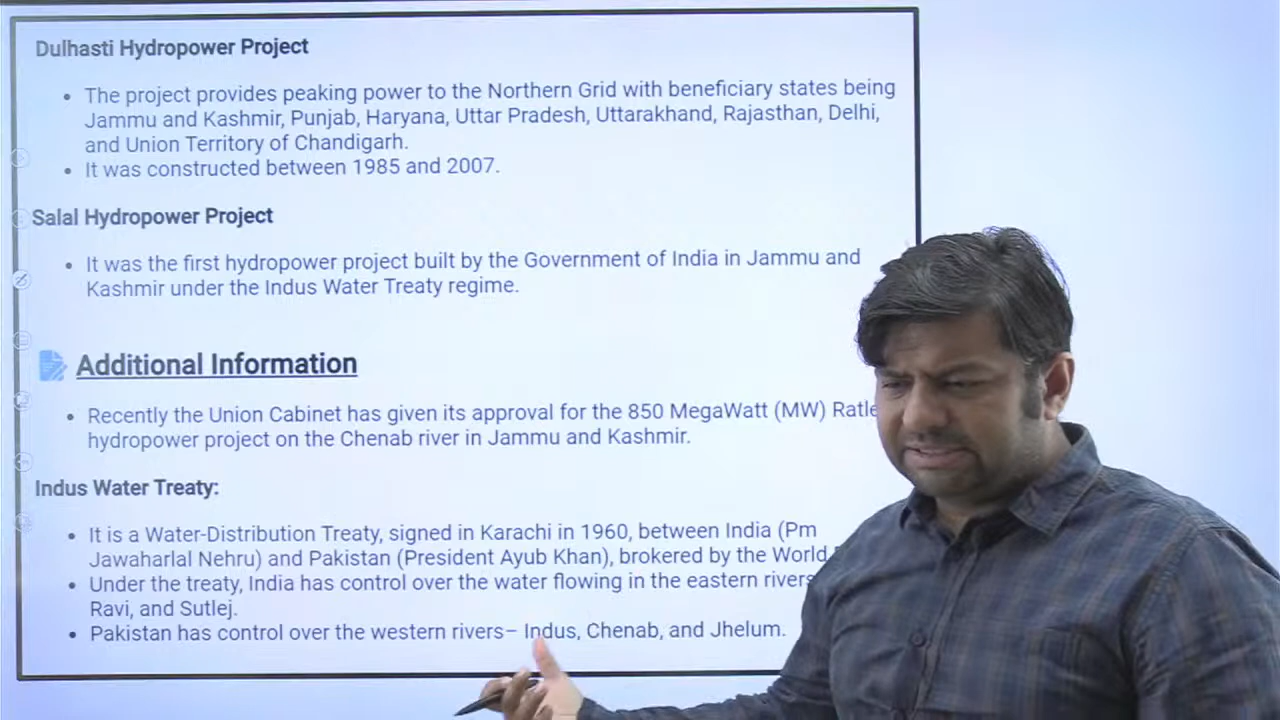 Dulhasti Hydropower Project
• The project provides peaking power to the Northern Grid with beneficiary states being
Jammu and Kashmir, Punjab, Haryana, Uttar Pradesh, Uttarakhand, Rajasthan, Delhi,
and Union Territory of Chandigarh.
• It was constructed between 1985 and 2007.
Salal Hydropower Project
• It was the first hydropower project built by the Government of India in Jammu and
Kashmir under the Indus Water Treaty regime.
Additional Information
• Recently the Union Cabinet has given its approval for the 850 MegaWatt (MW)
hydropower project on the Chenab river in Jammu and Kashmir.
Indus Water Treaty:
• It is a Water-Distribution Treaty, signed in Karachi in 1960, between India (Pm
Jawaharlal Nehru) and Pakistan (President Ayub Khan), brokered by the World
• Under the treaty, India has control over the water flowing in the eastern rivers
Ravi, and Sutlej.
• Pakistan has control over the western rivers– Indus, Chenab, and Jhelum.